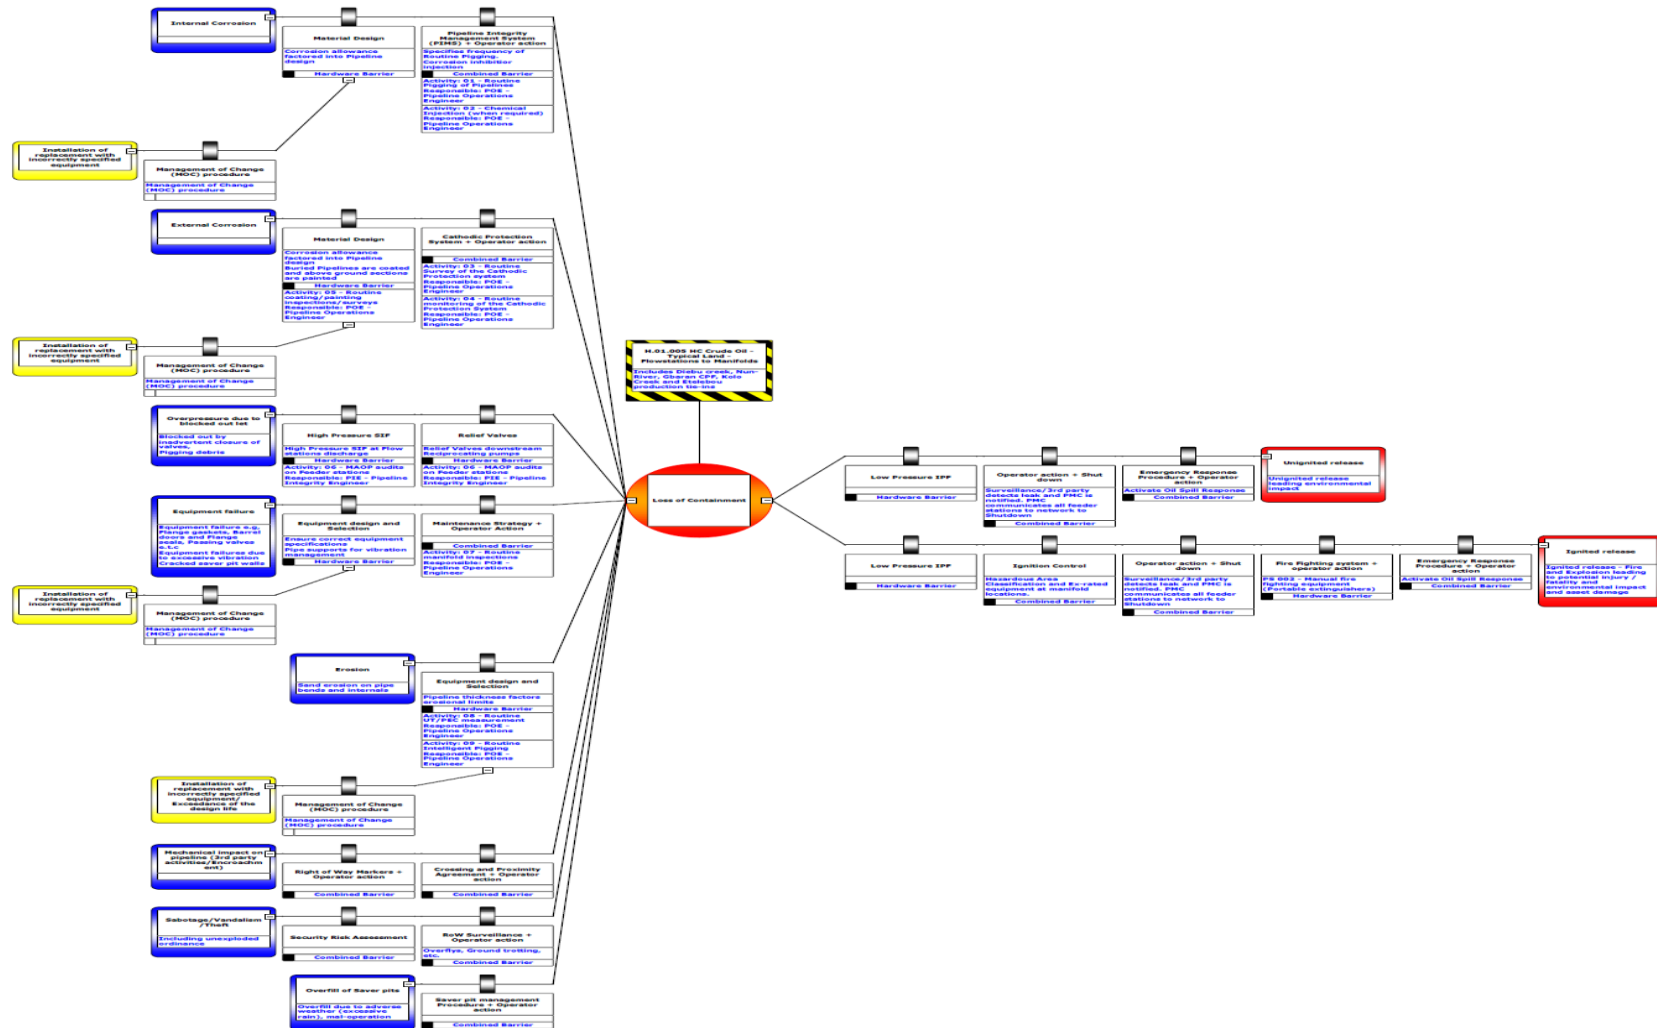 Internal Corrosion
Material Design
Corrosion allowance
factored into Pipeline
design
Hardware Barrier
Pipeline Integrity
Management System
(PIMS) + Operator action
Specifies frequency of
Routine Pigging.
Corrosion inhibitor
injection
Combined Barrier
Activity: 01 - Routine
Pigging of Pipelines
Responsible: POE -
Pipeline Operations
Engineer
Activity: 02 - Chemical
Injection (when required)
Responsible: POE -
Pipeline Operations
Engineer
Installation of
replacement with
incorrectly specified
equipment
Management of Change
(MOC) procedure
Management of Change
(MOC) procedure
External Corrosion
Material Design
Corrosion allowance
factored into Pipeline
design
Buried Pipelines are coated
and above ground sections
are painted
Hardware Barrier
Activity: 05 - Routine
coating/painting
inspections/surveys
Responsible: POE -
Pipeline Operations
Engineer
Cathodic Protection
System + Operator action
Combined Barrier
Activity: 03 - Routine
Survey of the Cathodic
Protection system
Responsible: POE -
Pipeline Operations
Engineer
Activity: 04 - Routine
monitoring of the Cathodic
Protection System
Responsible: POE -
Pipeline Operations
Engineer
Installation of
replacement with
incorrectly specified
equipment
Management of Change
(MOC) procedure
Management of Change
(MOC) procedure
Overpressure due to
blocked out let
Blocked out by
inadvertent closure of
valves,
Pigging debris
High Pressure SIF
High Pressure SIF at Flow
stations discharge
Hardware Barrier
Activity: 06 - MAOP audits
on Feeder stations
Responsible: PIE - Pipeline
Integrity Engineer
Relief Valves
Relief Valves downstream
Reciprocating pumps
Hardware Barrier
Activity: 06 - MAOP audits
on Feeder stations
Responsible: PIE - Pipeline
Integrity Engineer
Equipment failure
Equipment failure e.g,
Flange gaskets, Barrel
doors and Flange
seals, Passing valves
e.t.c
Equipment failures due
to excessive vibration
Cracked saver pit walls
Equipment design and
Selection
Ensure correct equipment
specifications
Pipe supports for vibration
management
Hardware Barrier
Maintenance Strategy +
Operator Action
Combined Barrier
Activity: 07 - Routine
manifold inspections
Responsible: POE -
Pipeline Operations
Engineer
Installation of
replacement with
incorrectly specified
equipment
Management of Change
(MOC) procedure
Management of Change
(MOC) procedure
Erosion
Sand erosion on pipe
bends and internals
Equipment design and
Selection
Pipeline thickness factors
erosional limits
Hardware Barrier
Activity: 08 - Routine
UT/PEC measurement
Responsible: POE -
Pipeline Operations
Engineer
Activity: 09 - Routine
Intelligent Pigging
Responsible: POE -
Pipeline Operations
Engineer
Installation of
replacement with
incorrectly specified
equipment/
Exceedance of the
design life
Management of Change
(MOC) procedure
Management of Change
(MOC) procedure
Mechanical impact on
pipeline (3rd party
activities/Encroachm
ent)
Right of Way Markers +
Operator action
Combined Barrier
Crossing and Proximity
Agreement + Operator
action
Combined Barrier
Sabotage/Vandalism
/Theft
Including unexploded
ordinance
Security Risk Assessment
Combined Barrier
RoW Surveillance +
Operator action
Overflys, Ground trotting,
etc.
Combined Barrier
Overfill of Saver pits
Overfill due to adverse
weather (excessive
rain), mal-operation
Saver pit management
Procedure + Operator
action
Combined Barrier
H.01.005 HC Crude Oil -
Typical Land -
Flowstations to Manifolds
Includes Diebu creek, Nun-
River, Gbaran CPF, Kolo
Creek and Etelebou
production tie-ins
Loss of Containment
Low Pressure IPF
Hardware Barrier
Operator action + Shut
down
Surveillance/3rd party
detects leak and PMC is
notified. PMC
communicates all feeder
stations to network to
Shutdown
Combined Barrier
Emergency Response
Procedure + Operator
action
Activate Oil Spill Response
Combined Barrier
Unignited release
Unignited release
leading environmental
impact
Low Pressure IPF
Hardware Barrier
Ignition Control
Hazardous Area
Classification and Ex-rated
equipment at manifold
locations.
Combined Barrier
Operator action + Shut
down
Surveillance/3rd party
detects leak and PMC is
notified. PMC
communicates all feeder
stations to network to
Shutdown
Combined Barrier
Fire Fighting system +
operator action
PS 003 - Manual fire
fighting equipment
(Portable extinguishers)
Hardware Barrier
Emergency Response
Procedure + Operator
action
Activate Oil Spill Response
Combined Barrier
Ignited release
Ignited release - Fire
and Explosion leading
to potential injury /
fatality and
environmental impact
and asset damage